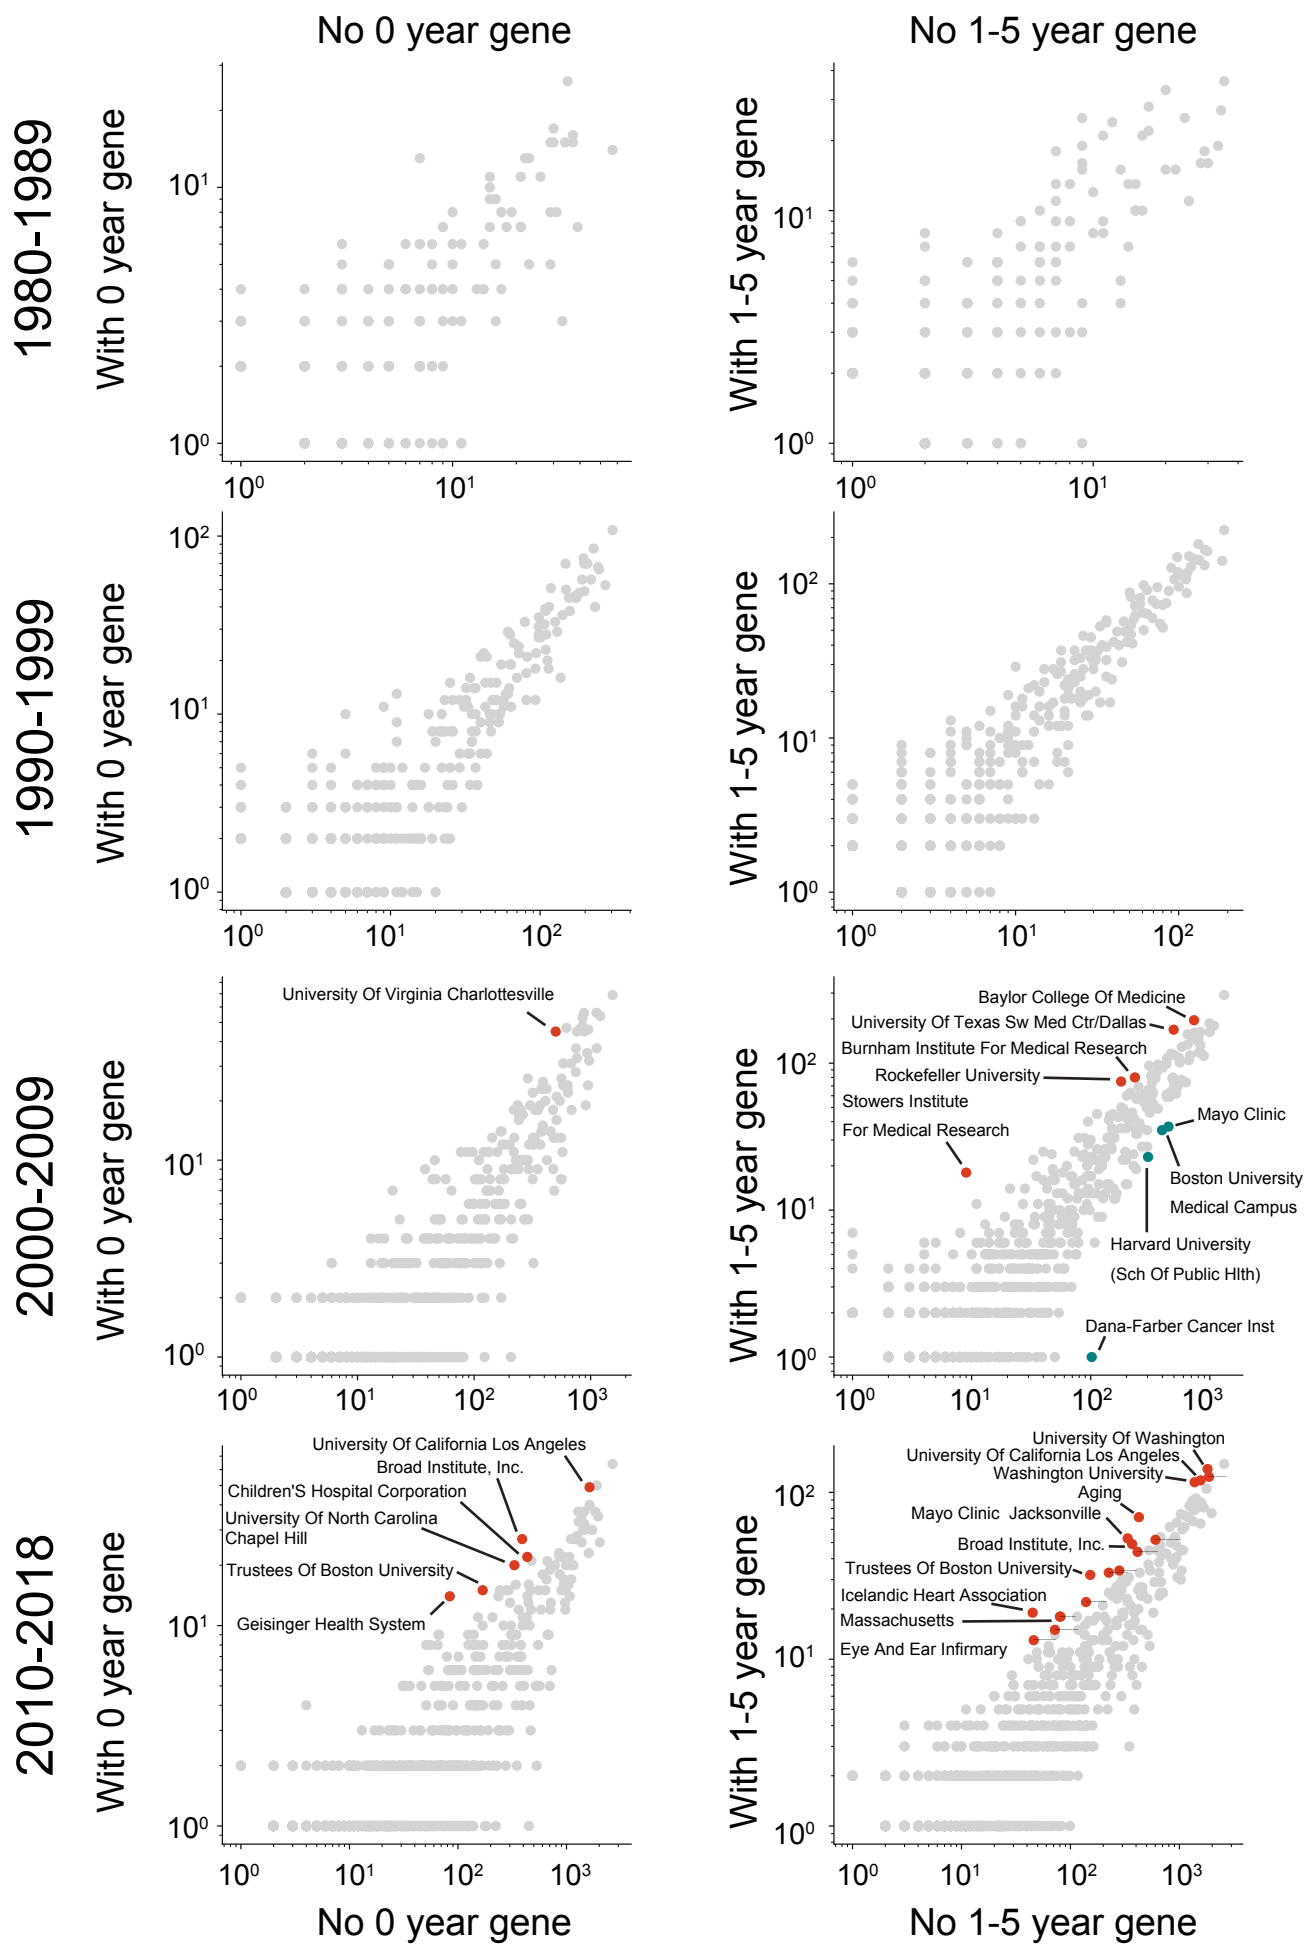 No 0 year gene
No 1-5 year gene
1980-1989
With 0 year gene
10¹
10⁰
10⁰
10¹
With 1-5 year gene
10¹
10⁰
10⁰
10¹
1990-1999
With 0 year gene
10²
10¹
10⁰
10⁰
10¹
10²
With 1-5 year gene
10²
10¹
10⁰
10⁰
10¹
10²
2000-2009
With 0 year gene
University Of Virginia Charlottesville
10¹
10⁰
10⁰
10¹
10²
10³
With 1-5 year gene
Baylor College Of Medicine
University Of Texas Sw Med Ctr/Dallas
Burnham Institute For Medical Research
Rockefeller University
Stowers Institute
For Medical Research
Mayo Clinic
Boston University
Medical Campus
Harvard University
(Sch Of Public Hlth)
Dana-Farber Cancer Inst
10²
10¹
10⁰
10⁰
10¹
10²
10³
2010-2018
With 0 year gene
University Of California Los Angeles
Broad Institute, Inc.
Children'S Hospital Corporation
University Of North Carolina
Chapel Hill
Trustees Of Boston University
Geisinger Health System
10¹
10⁰
10⁰
10¹
10²
10³
No 0 year gene
With 1-5 year gene
University Of Washington
University Of California Los Angeles
Washington University
Aging
Mayo Clinic Jacksonville
Broad Institute, Inc.
Trustees Of Boston University
Icelandic Heart Association
Massachusetts
Eye And Ear Infirmary
10²
10¹
10⁰
10⁰
10¹
10²
10³
No 1-5 year gene